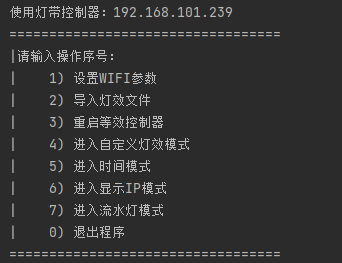 使用灯带控制器：192.168.101.239
==================================
|请输入操作序号：
|    1) 设置WIFI参数
|    2) 导入灯效文件
|    3) 重启等效控制器
|    4) 进入自定义灯效模式
|    5) 进入时间模式
|    6) 进入显示IP模式
|    7) 进入流水灯模式
|    0) 退出程序
==================================